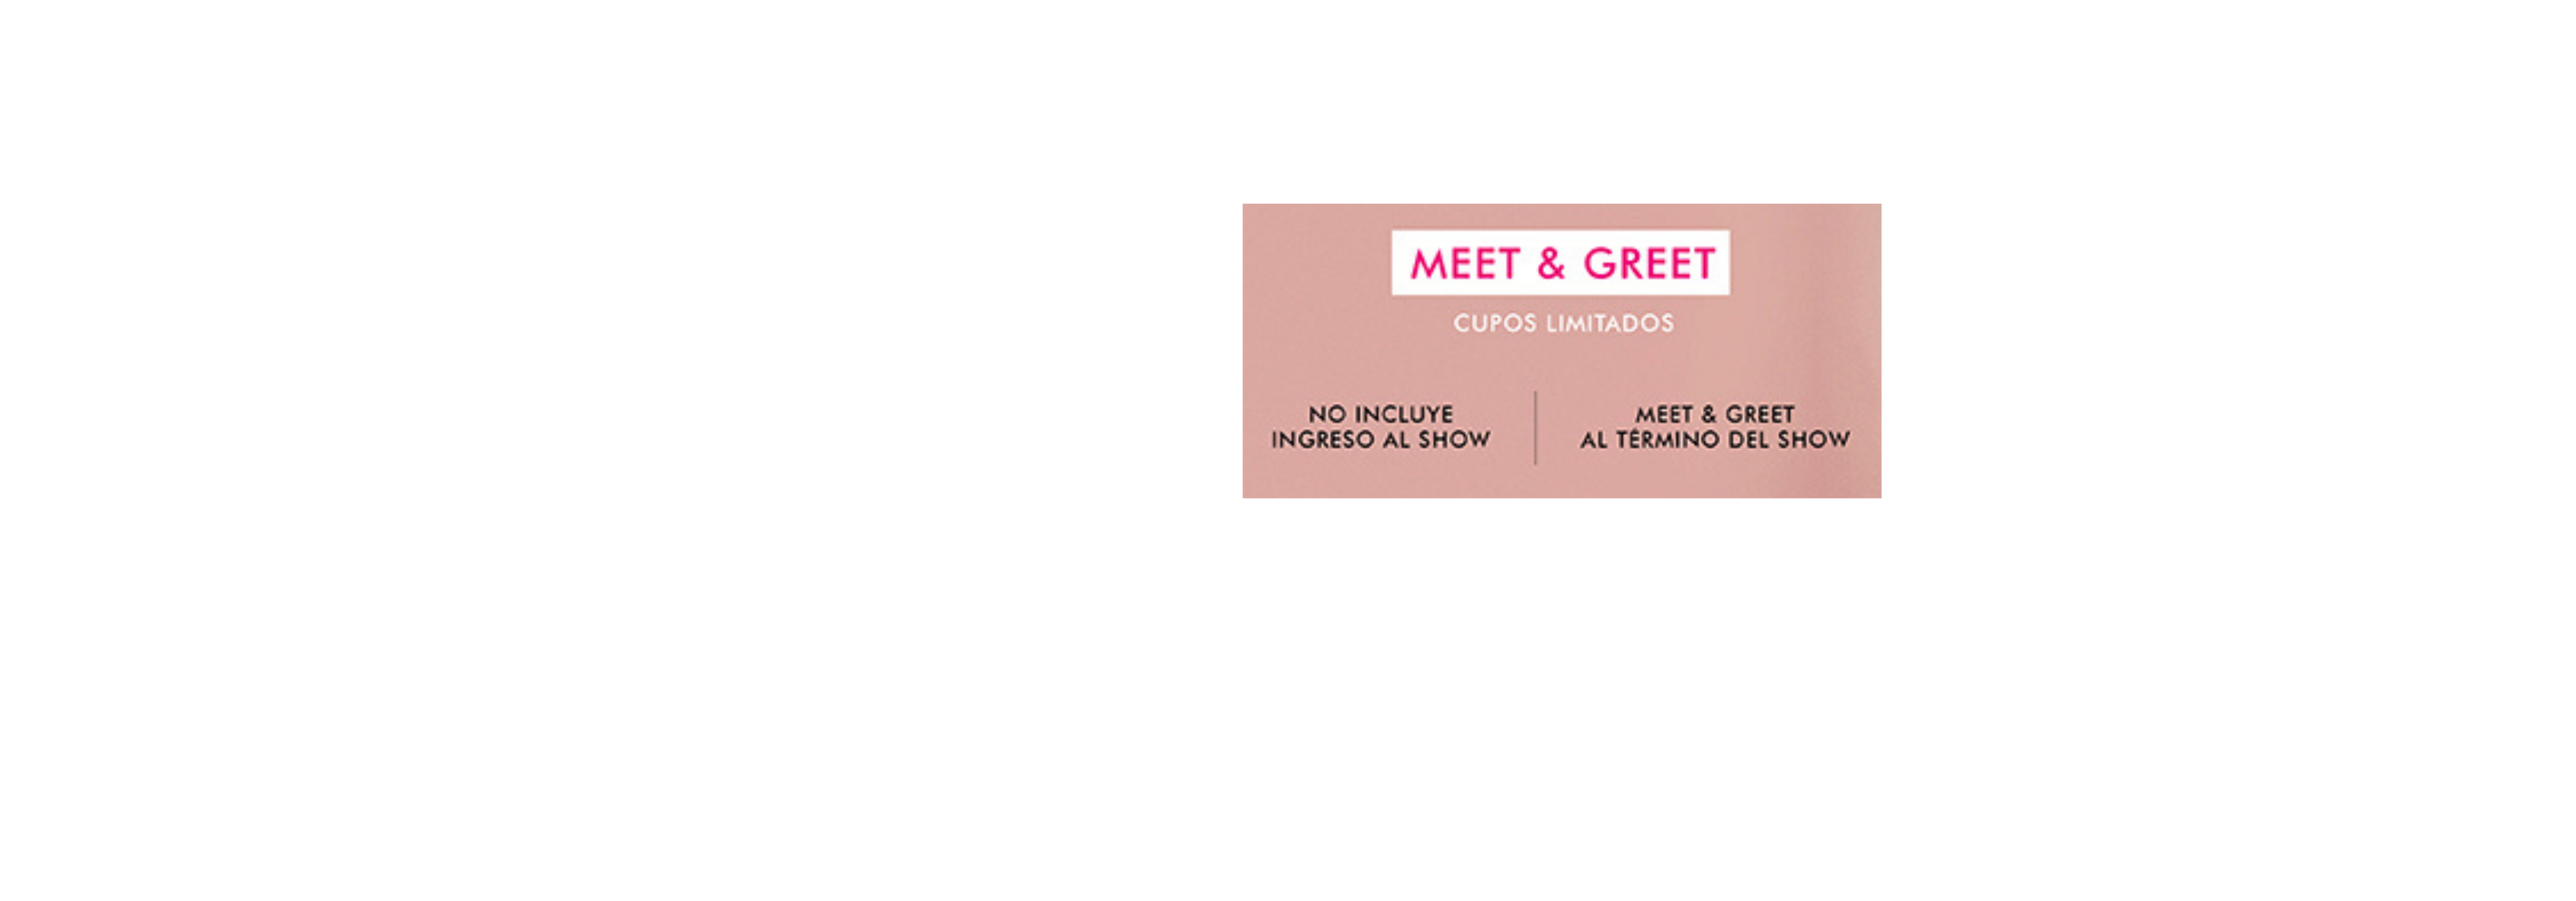 MEET & GREET
CUPOS LIMITADOS
NO INCLUYE
INGRESO AL SHOW
MEET & GREET
AL TÉRMINO DEL SHOW